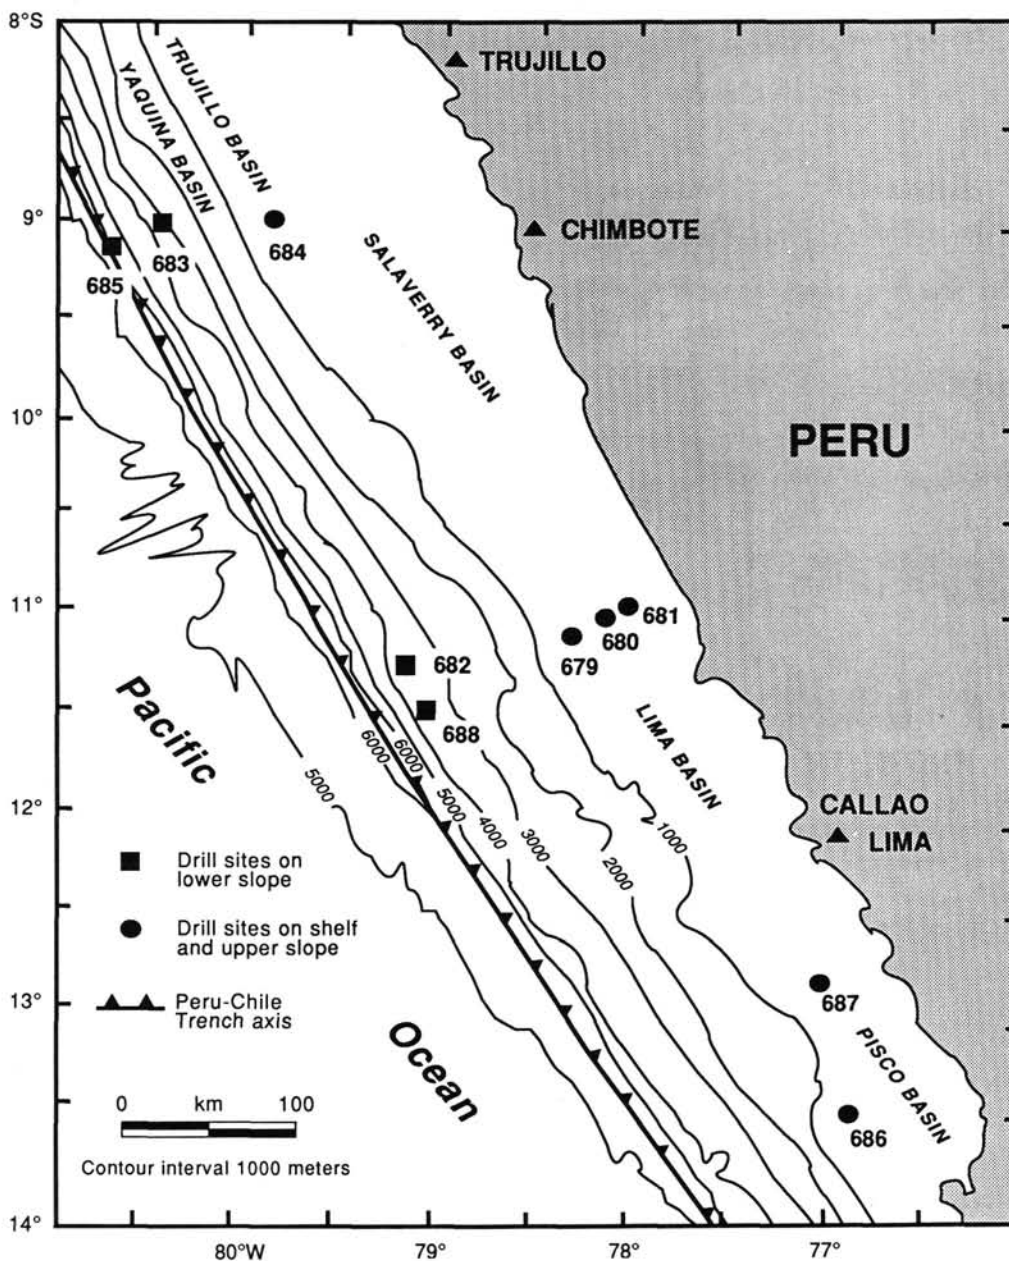 8°S
TRUJILLO
TRUJILLO BASIN
YAQUINA BASIN
9°
CHIMBOTE
684
683
685
SALAVERRY BASIN
10°
PERU
11°
681
680
679
682
688
Pacific
LIMA BASIN
6000
6000
5000
5000
4000
3000
2000
1000
12°
CALLAO
LIMA
Drill sites on
lower slope
Drill sites on shelf
and upper slope
687
13°
Peru-Chile
Trench axis
Ocean
PISCO BASIN
686
0 km 100
Contour interval 1000 meters
14°
80°W 79° 78° 77°